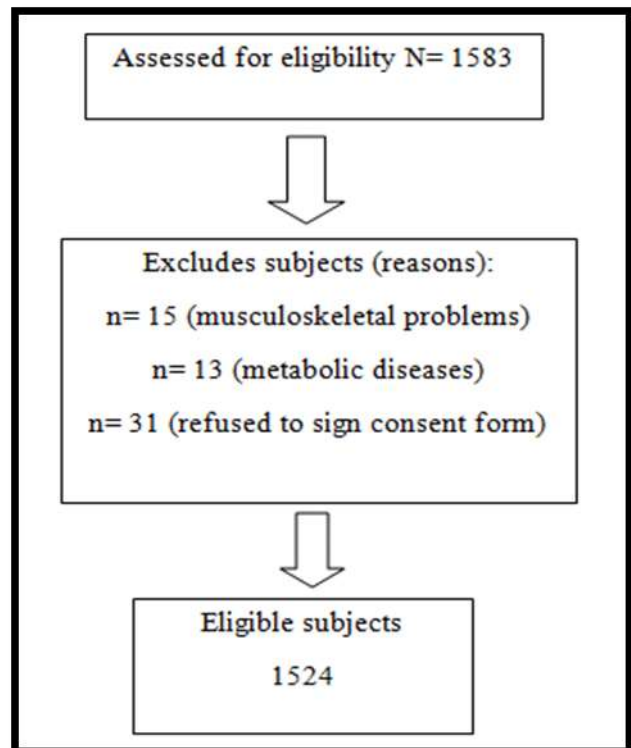 Assessed for eligibility N= 1583
Excludes subjects (reasons):
n= 15 (musculoskeletal problems)
n= 13 (metabolic diseases)
n= 31 (refused to sign consent form)
Eligible subjects
1524